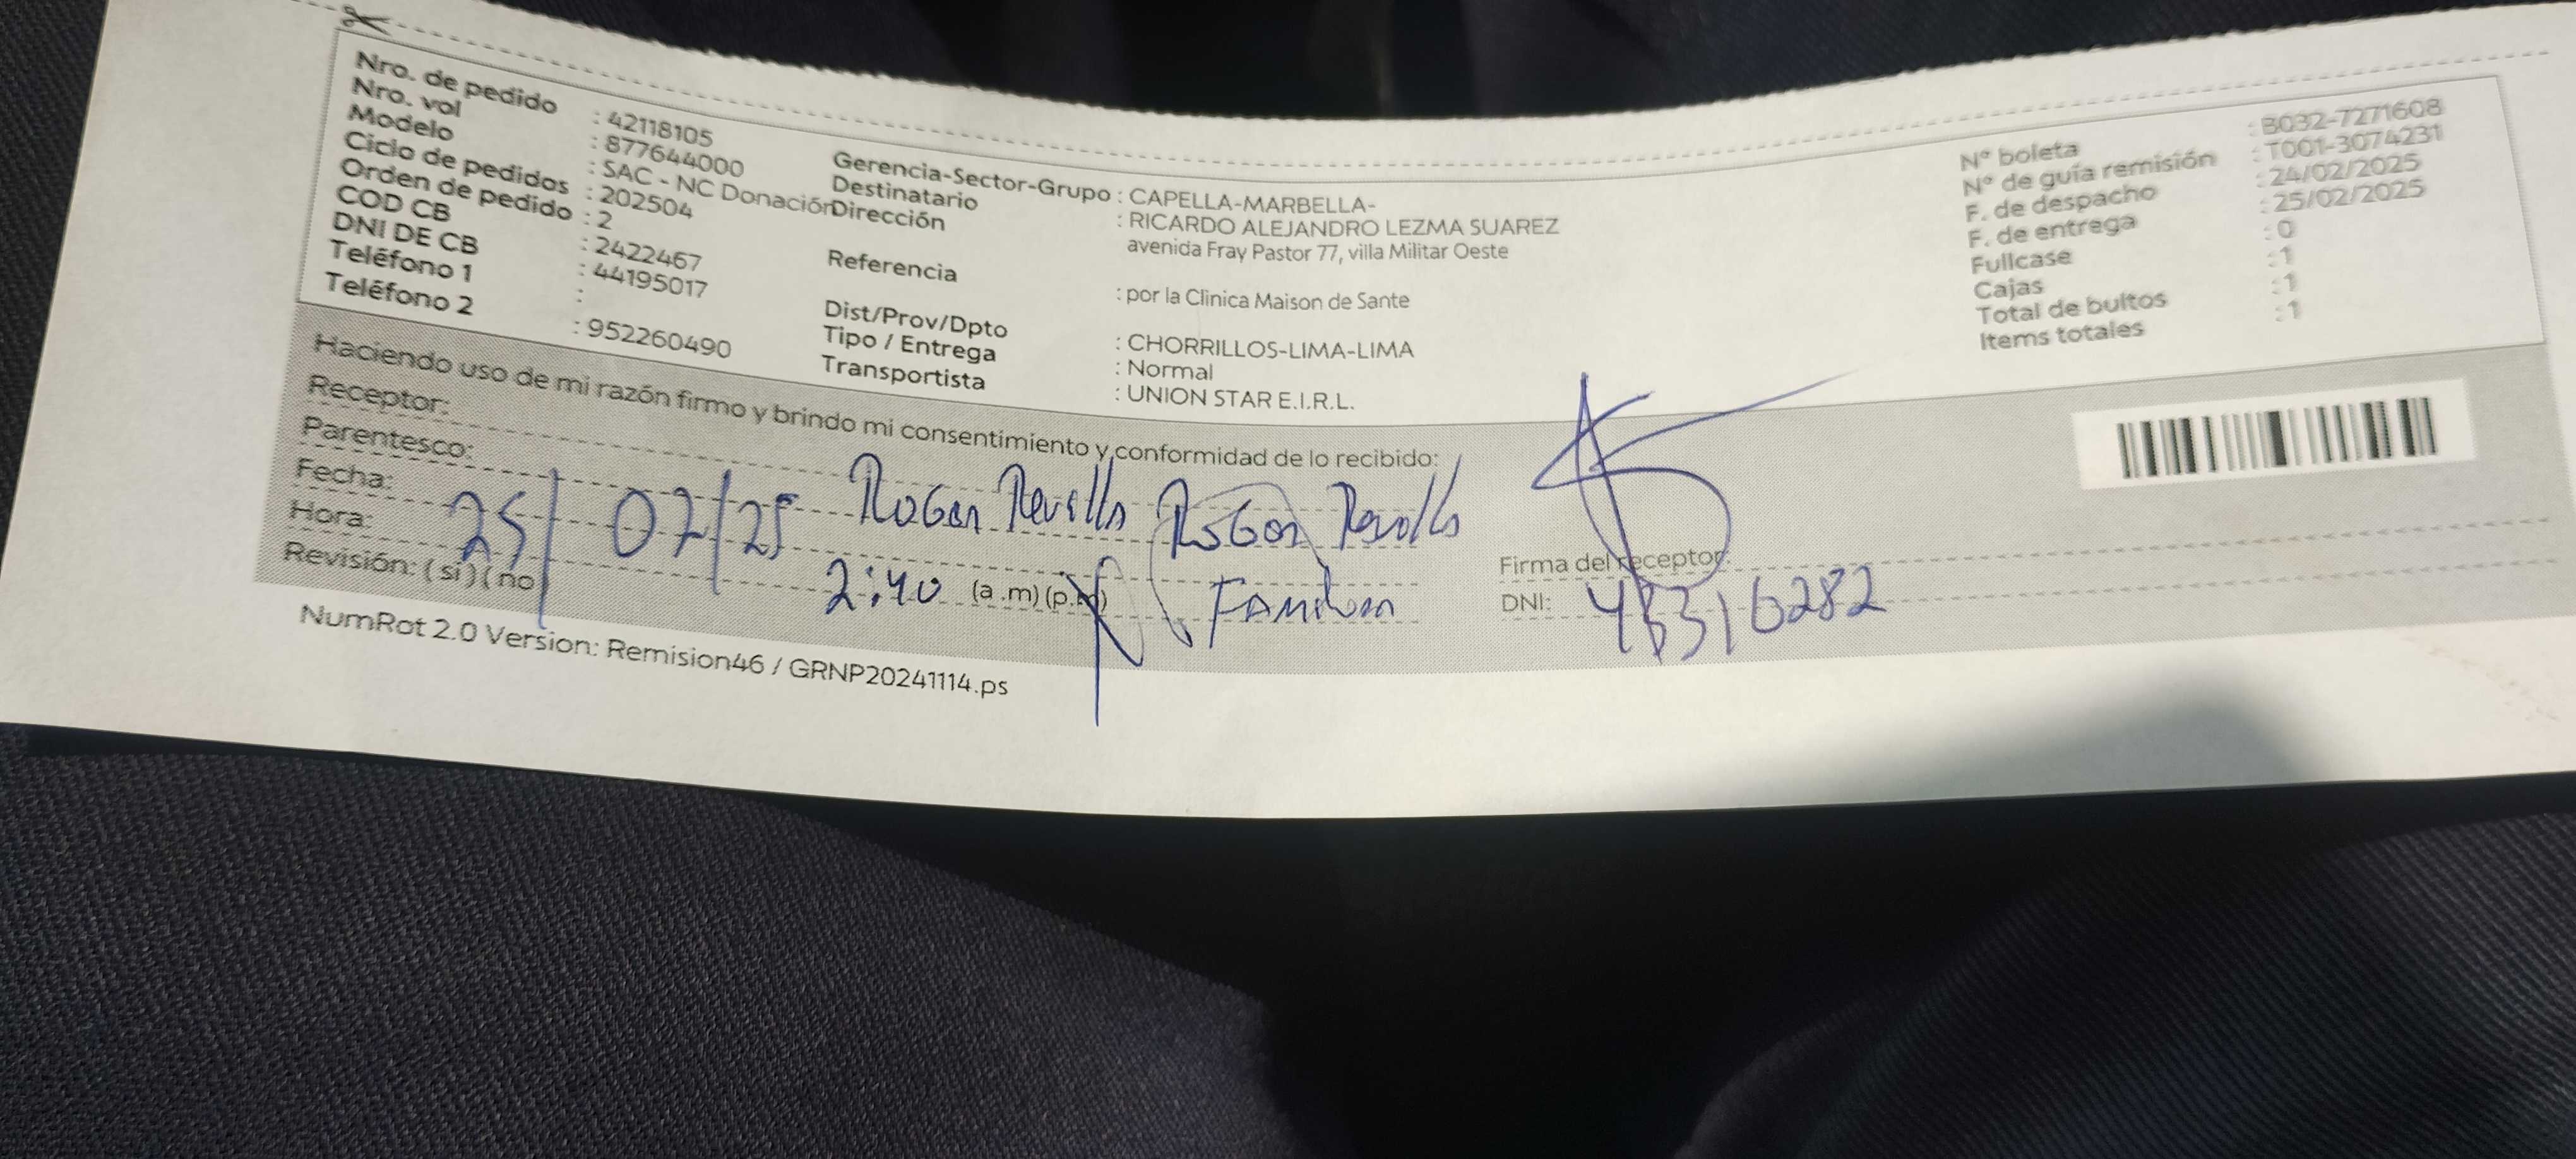 Nro. de pedido : 42118105
Nro. vol : 877644000
Modelo : SAC - NC Donación
Ciclo de pedidos : 202504
Orden de pedido : 2
COD CB : 2422467
DNI DE CB : 44195017
Teléfono 1 :
Teléfono 2 : 952260490
Gerencia-Sector-Grupo : CAPELLA-MARBELLA-
Destinatario : RICARDO ALEJANDRO LEZMA SUAREZ
Dirección avenida Fray Pastor 77, villa Militar Oeste
Referencia : por la Clinica Maison de Sante
Dist/Prov/Dpto : CHORRILLOS-LIMA-LIMA
Tipo / Entrega : Normal
Transportista : UNION STAR E.I.R.L.
N° boleta : B032-7271608
N° de guía remisión : T001-3074231
F. de despacho : 24/02/2025
F. de entrega : 25/02/2025
Fullcase : 0
Cajas : 1
Total de bultos : 1
Items totales : 1
Haciendo uso de mi razón firmo y brindo mi consentimiento y conformidad de lo recibido:
Receptor:
Parentesco:
Fecha: 25/02/25
Hora: 2:40 (a.m) (p.m)
Revisión: (si) (no)
Firma del receptor:
DNI:
NumRot 2.0 Version: Remision46 / GRNP20241114.ps